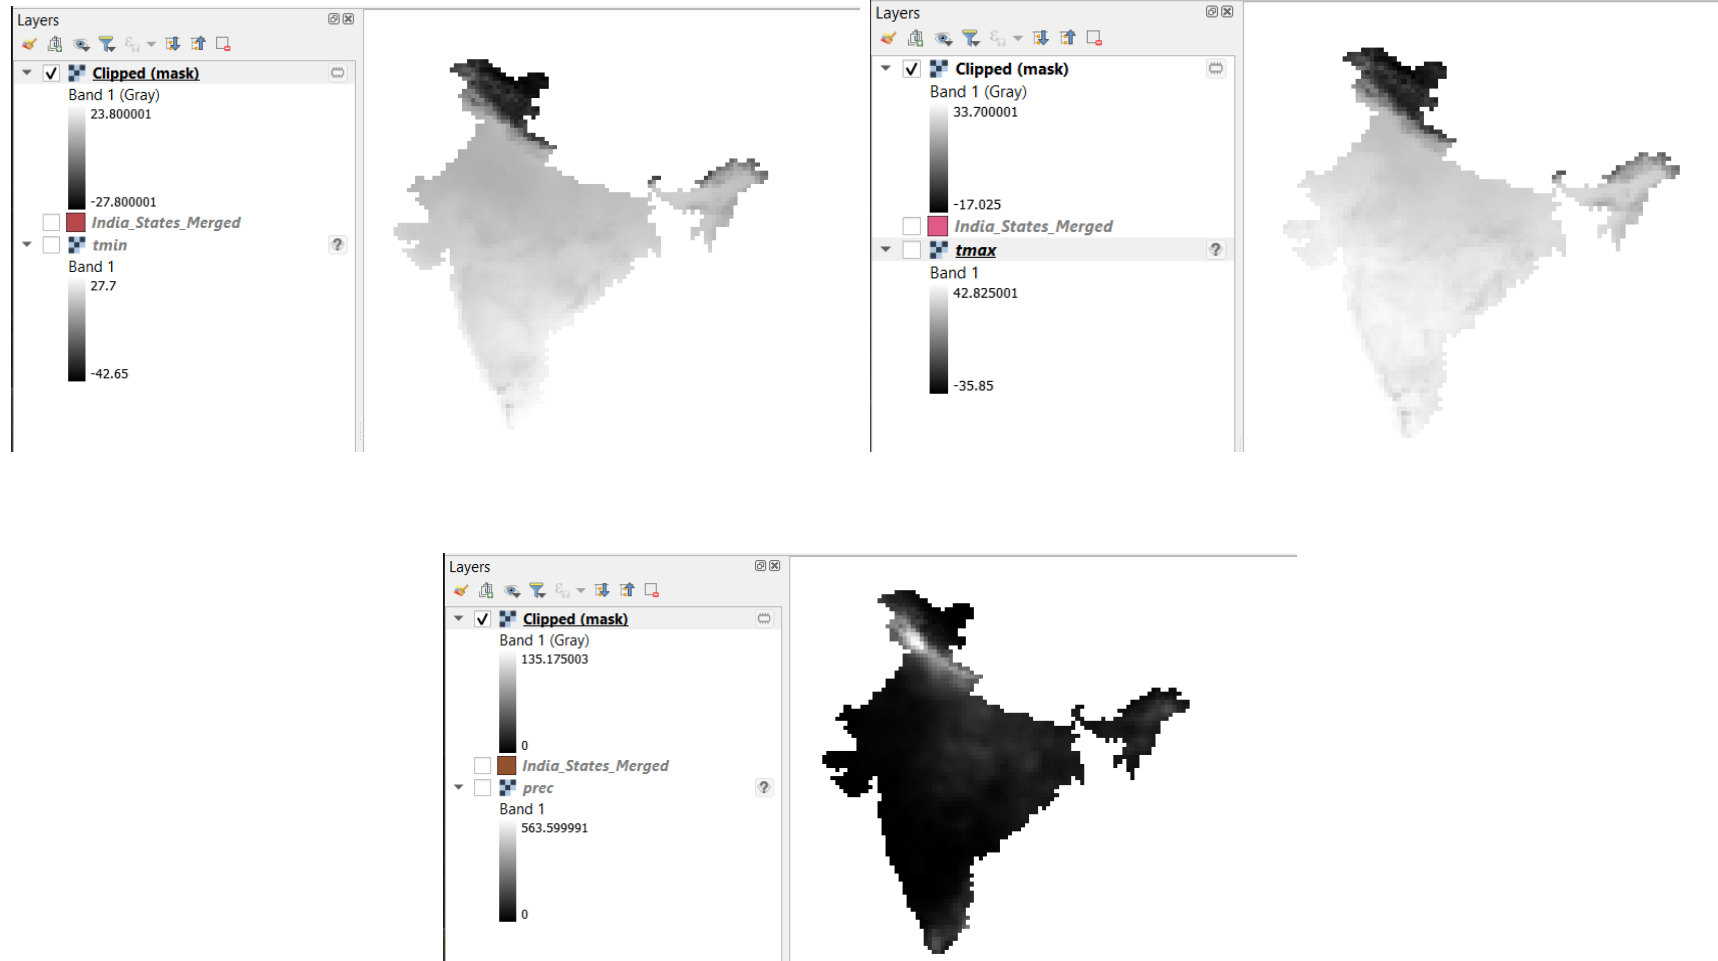 Layers
Clipped (mask)
Band 1 (Gray)
23.800001
-27.800001
India_States_Merged
tmin
?
Band 1
27.7
-42.65
Layers
Clipped (mask)
Band 1 (Gray)
33.700001
-17.025
India_States_Merged
tmax
?
Band 1
42.825001
-35.85
Layers
Clipped (mask)
Band 1 (Gray)
135.175003
0
India_States_Merged
prec
?
Band 1
563.599991
0